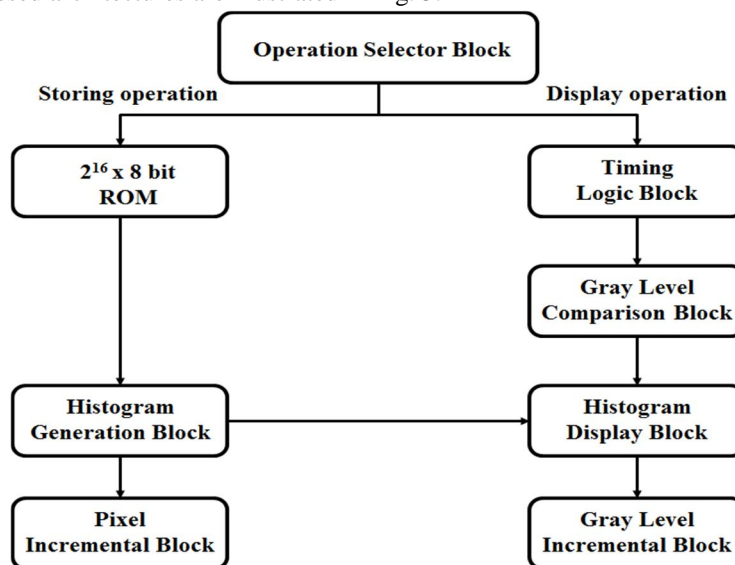 Operation Selector Block
Storing operation
Display operation
2¹⁶ x 8 bit
ROM
Timing
Logic Block
Gray Level
Comparison Block
Histogram
Generation Block
Histogram
Display Block
Pixel
Incremental Block
Gray Level
Incremental Block